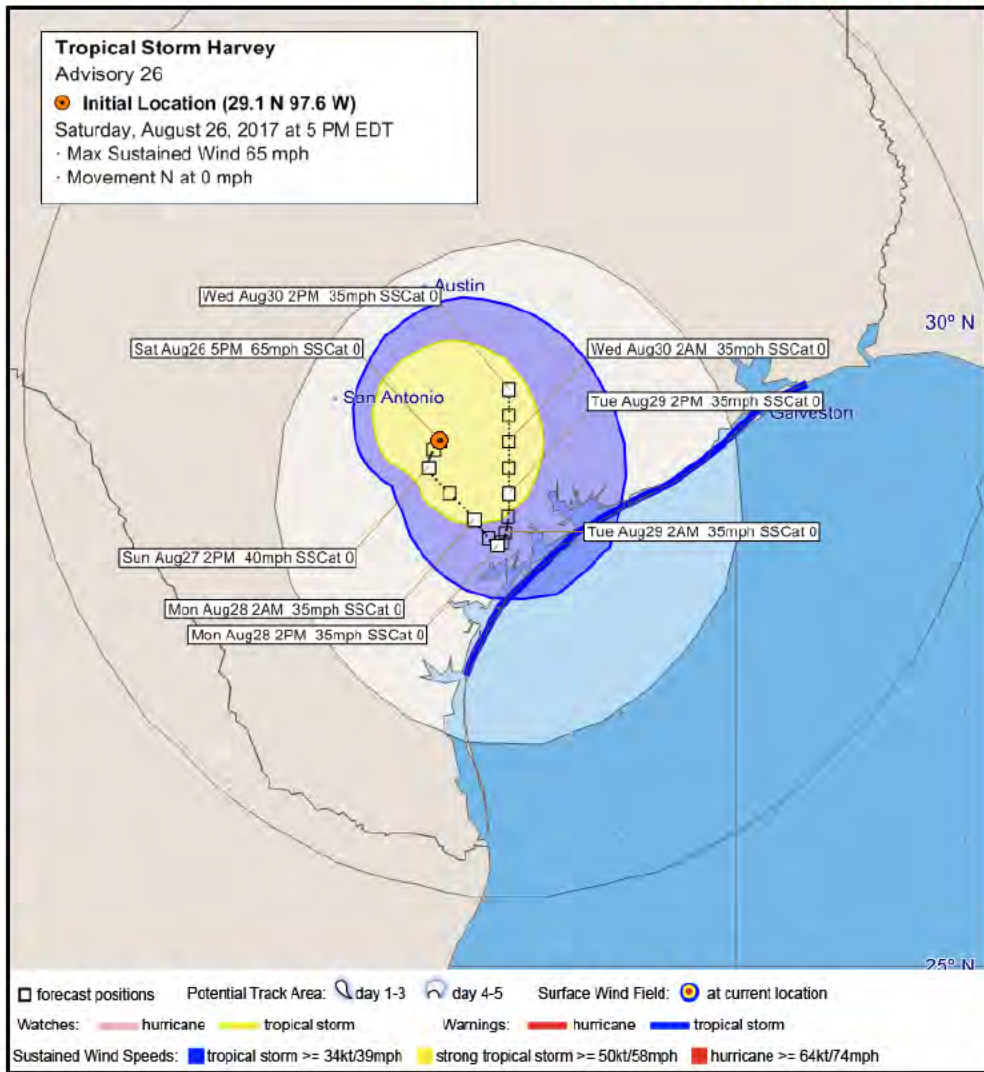 Tropical Storm Harvey
Advisory 26
Initial Location (29.1 N 97.6 W)
Saturday, August 26, 2017 at 5 PM EDT
· Max Sustained Wind 65 mph
· Movement N at 0 mph
Austin
Wed Aug30 2PM 35mph SSCat 0
30° N
Sat Aug26 5PM 65mph SSCat 0
Wed Aug30 2AM 35mph SSCat 0
San Antonio
Tue Aug29 2PM 35mph SSCat 0
Galveston
Tue Aug29 2AM 35mph SSCat 0
Sun Aug27 2PM 40mph SSCat 0
Mon Aug28 2AM 35mph SSCat 0
Mon Aug28 2PM 35mph SSCat 0
25° N
forecast positions Potential Track Area: day 1-3 day 4-5 Surface Wind Field: at current location
Watches: hurricane tropical storm Warnings: hurricane tropical storm
Sustained Wind Speeds: tropical storm >= 34kt/39mph strong tropical storm >= 50kt/58mph hurricane >= 64kt/74mph